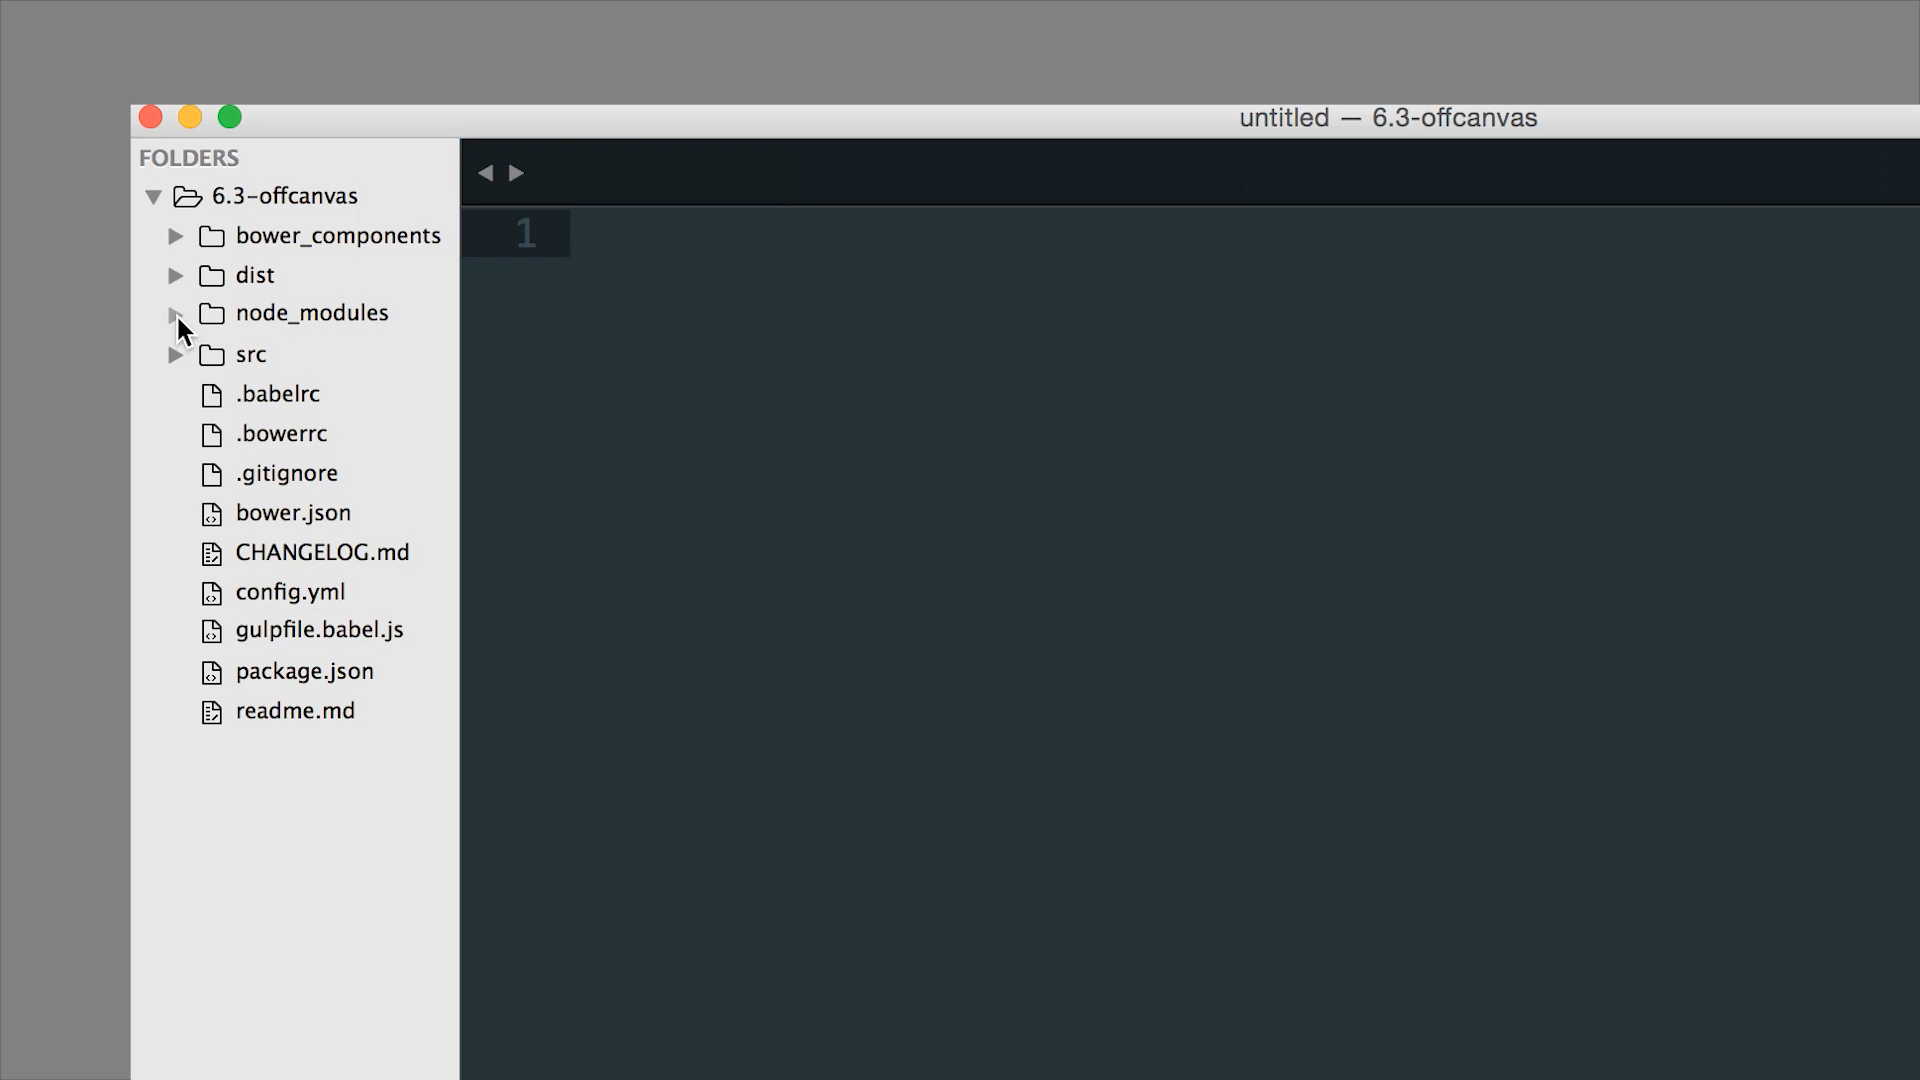 untitled — 6.3-offcanvas
FOLDERS
6.3-offcanvas
bower_components
dist
node_modules
src
.babelrc
.bowerrc
.gitignore
bower.json
CHANGELOG.md
config.yml
gulpfile.babel.js
package.json
readme.md
1